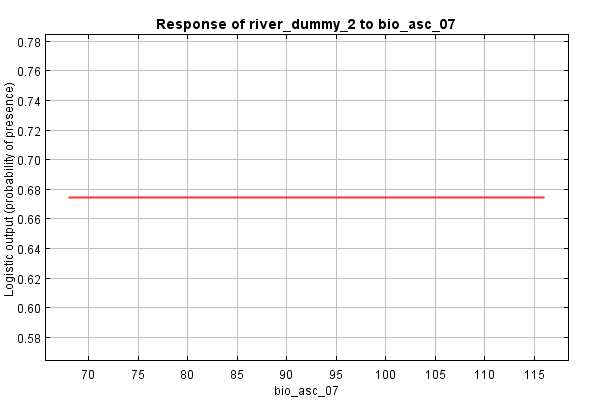 Response of river_dummy_2 to bio_asc_07
Logistic output (probability of presence)
0.78
0.76
0.74
0.72
0.70
0.68
0.66
0.64
0.62
0.60
0.58
70 75 80 85 90 95 100 105 110 115
bio_asc_07